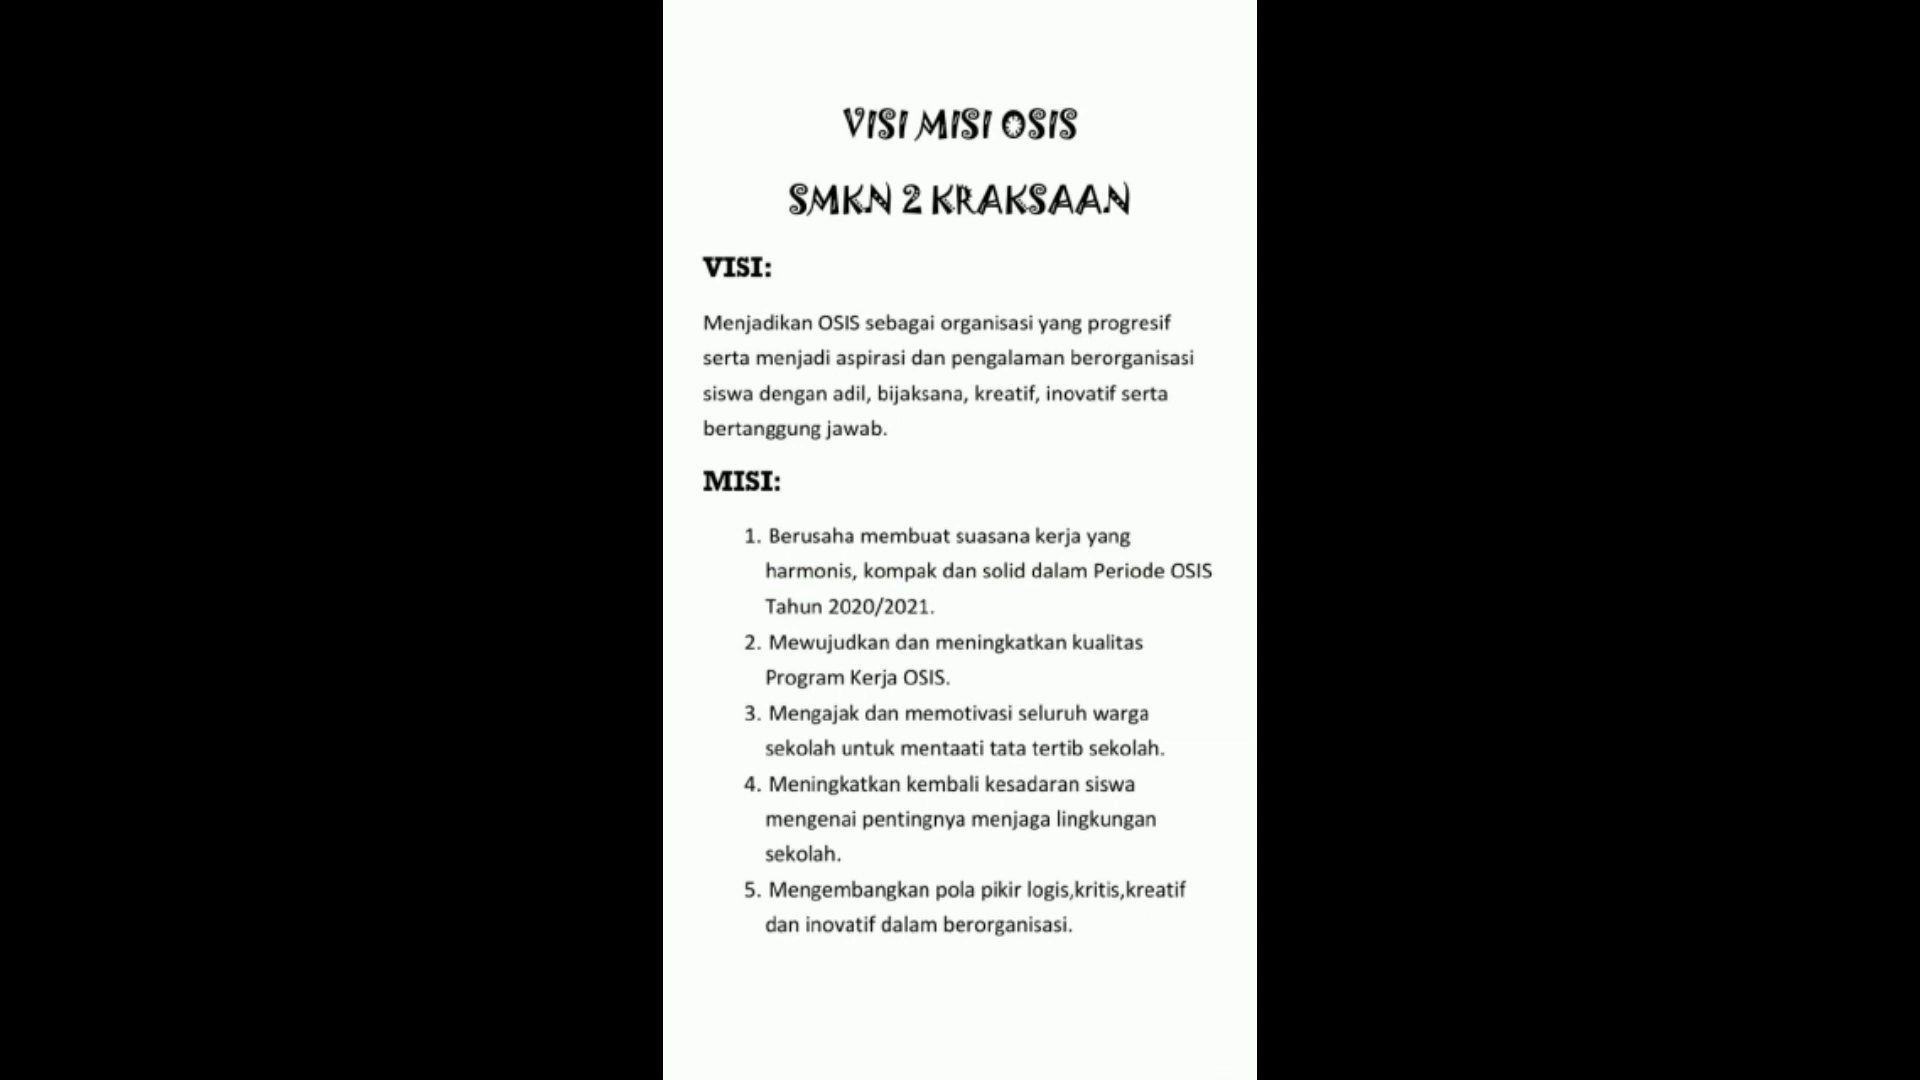 VISI MISI OSIS
SMKN 2 KRAKSAAN
VISI:
Menjadikan OSIS sebagai organisasi yang progresif
serta menjadi aspirasi dan pengalaman berorganisasi
siswa dengan adil, bijaksana, kreatif, inovatif serta
bertanggung jawab.
MISI:
1. Berusaha membuat suasana kerja yang
harmonis, kompak dan solid dalam Periode OSIS
Tahun 2020/2021.
2. Mewujudkan dan meningkatkan kualitas
Program Kerja OSIS.
3. Mengajak dan memotivasi seluruh warga
sekolah untuk mentaati tata tertib sekolah.
4. Meningkatkan kembali kesadaran siswa
mengenai pentingnya menjaga lingkungan
sekolah.
5. Mengembangkan pola pikir logis,kritis,kreatif
dan inovatif dalam berorganisasi.